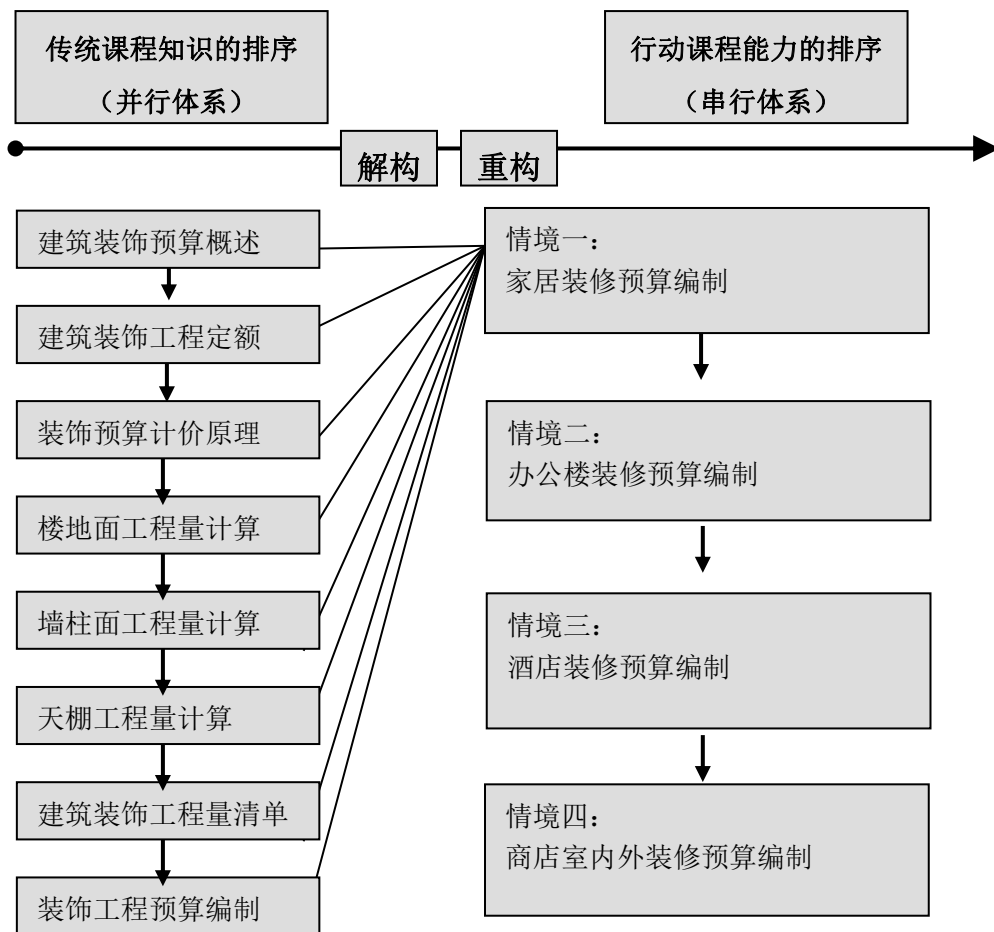 传统课程知识的排序
（并行体系）
行动课程能力的排序
（串行体系）
解构
重构
建筑装饰预算概述
建筑装饰工程定额
装饰预算计价原理
楼地面工程量计算
墙柱面工程量计算
天棚工程量计算
建筑装饰工程量清单
装饰工程预算编制
情境一：
家居装修预算编制
情境二：
办公楼装修预算编制
情境三：
酒店装修预算编制
情境四：
商店室内外装修预算编制